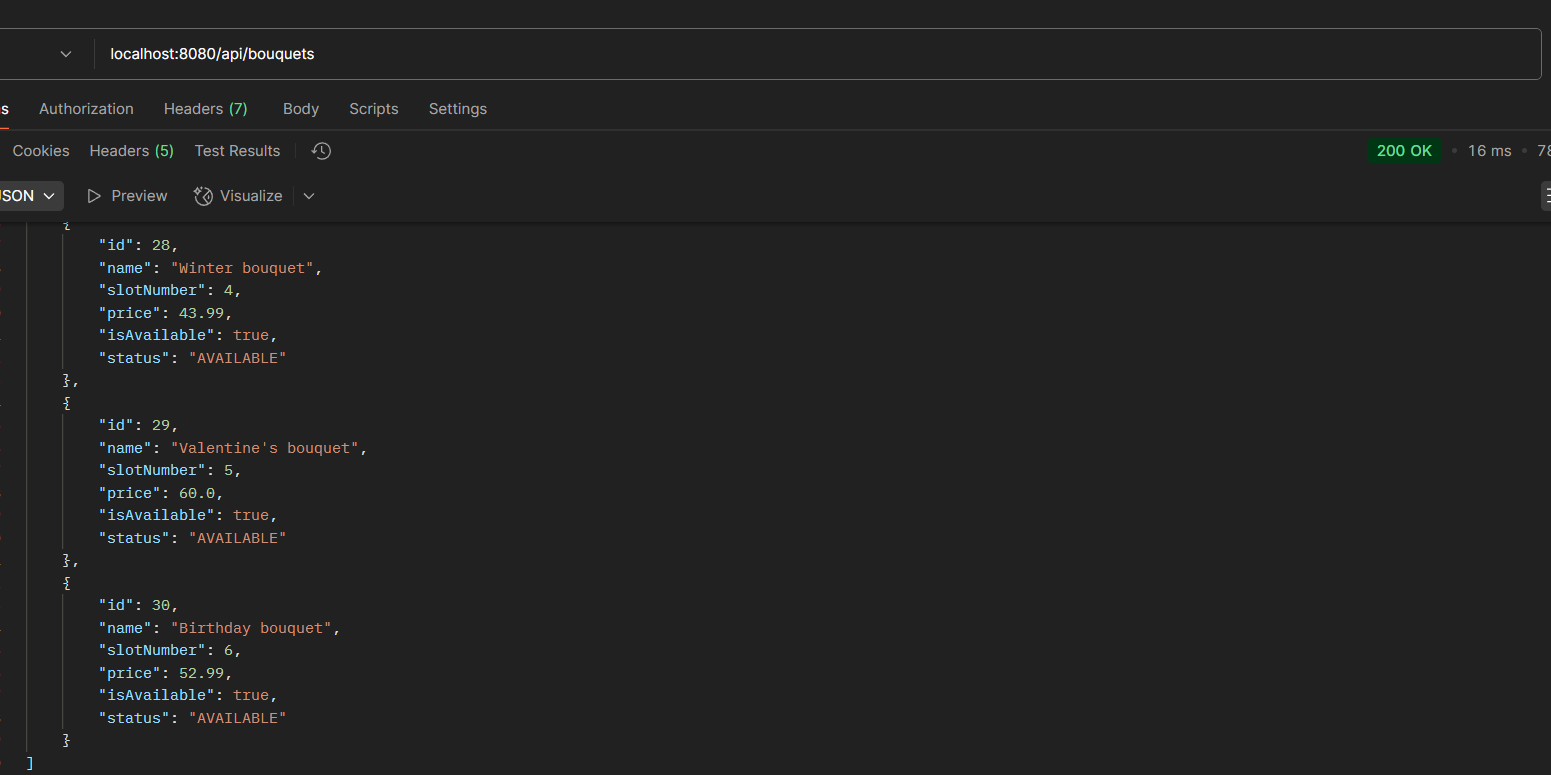 localhost:8080/api/bouquets
Authorization Headers (7) Body Scripts Settings
Cookies Headers (5) Test Results 200 OK • 16 ms •
JSON Preview Visualize
{
"id": 28,
"name": "Winter bouquet",
"slotNumber": 4,
"price": 43.99,
"isAvailable": true,
"status": "AVAILABLE"
},
{
"id": 29,
"name": "Valentine's bouquet",
"slotNumber": 5,
"price": 60.0,
"isAvailable": true,
"status": "AVAILABLE"
},
{
"id": 30,
"name": "Birthday bouquet",
"slotNumber": 6,
"price": 52.99,
"isAvailable": true,
"status": "AVAILABLE"
}
]